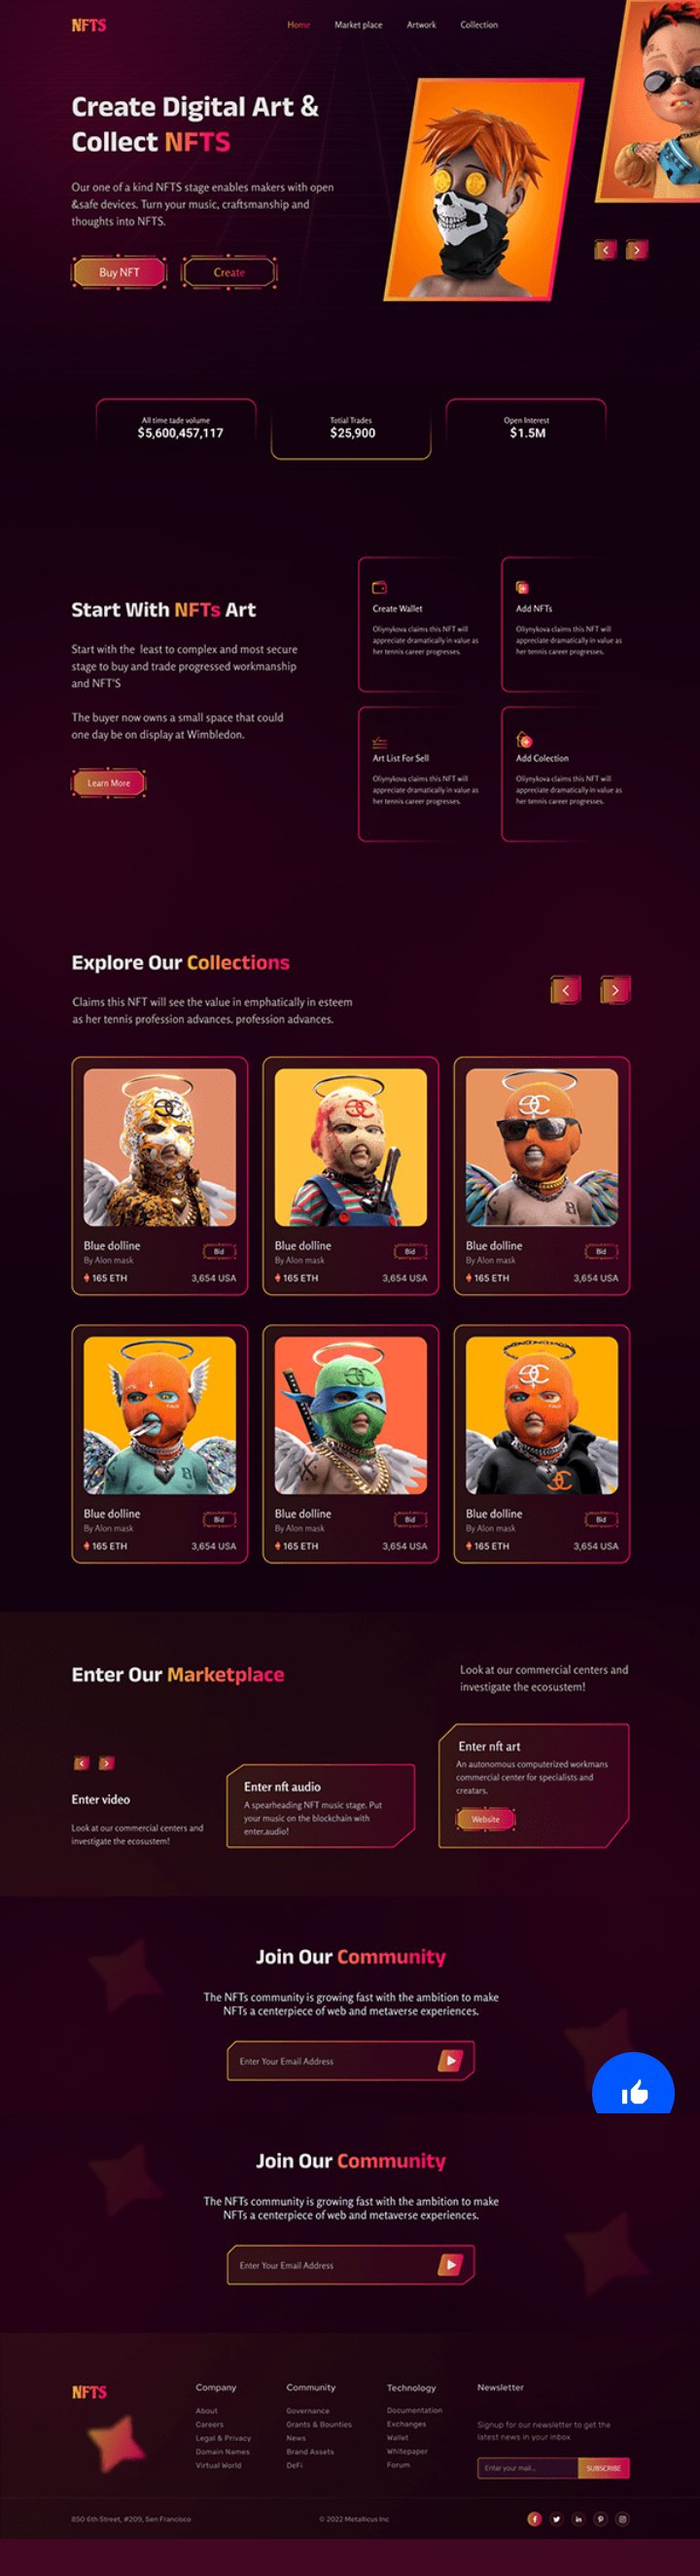 NFTS
Home Market place Artwork Collection
Create Digital Art &
Collect NFTS
Our one of a kind NFTS stage enables makers with open
&safe devices. Turn your music, craftsmanship and
thoughts into NFTS.
Buy NFT Create
All time tade volume
$5,600,457,117
Totial Trades
$25,900
Open Interest
$1.5M
Start With NFTs Art
Start with the least to complex and most secure
stage to buy and trade progressed workmanship
and NFT'S
The buyer now owns a small space that could
one day be on display at Wimbledon.
Learn More
Create Wallet
Oliynykova claims this NFT will
appreciate dramatically in value as
her tennis career progresses.
Add NFTs
Oliynykova claims this NFT will
appreciate dramatically in value as
her tennis career progresses.
Art List For Sell
Oliynykova claims this NFT will
appreciate dramatically in value as
her tennis career progresses.
Add Colection
Oliynykova claims this NFT will
appreciate dramatically in value as
her tennis career progresses.
Explore Our Collections
Claims this NFT will see the value in emphatically in esteem
as her tennis profession advances. profession advances.
Blue dolline
By Alon mask
Bid
165 ETH 3,654 USA
Blue dolline
By Alon mask
Bid
165 ETH 3,654 USA
Blue dolline
By Alon mask
Bid
165 ETH 3,654 USA
Blue dolline
By Alon mask
Bid
165 ETH 3,654 USA
Blue dolline
By Alon mask
Bid
165 ETH 3,654 USA
Blue dolline
By Alon mask
Bid
165 ETH 3,654 USA
Enter Our Marketplace
Look at our commercial centers and
investigate the ecosustem!
Enter video
Look at our commercial centers and
investigate the ecosustem!
Enter nft audio
A spearheading NFT music stage. Put
your music on the blockchain with
enter.audio!
Enter nft art
An autonomous computerized workmans
commercial center for specialists and
creatars.
Website
Join Our Community
The NFTs community is growing fast with the ambition to make
NFTs a centerpiece of web and metaverse experiences.
Enter Your Email Address
Join Our Community
The NFTs community is growing fast with the ambition to make
NFTs a centerpiece of web and metaverse experiences.
Enter Your Email Address
NFTS
Company
About
Careers
Legal & Privacy
Domain Names
Virtual World
Community
Governance
Grants & Bounties
News
Brand Assets
DeFi
Technology
Documentation
Exchanges
Wallet
Whitepaper
Forum
Newsletter
Signup for our newsletter to get the
latest news in your inbox
Enter your mail...
SUBSCRIBE
850 6th Street, #209, Sen Francisco
© 2022 Metallicus Inc